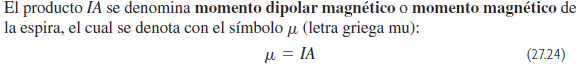 El producto IA se denomina momento dipolar magnético o momento magnético de
la espira, el cual se denota con el símbolo μ (letra griega mu):
μ = IA (27.24)